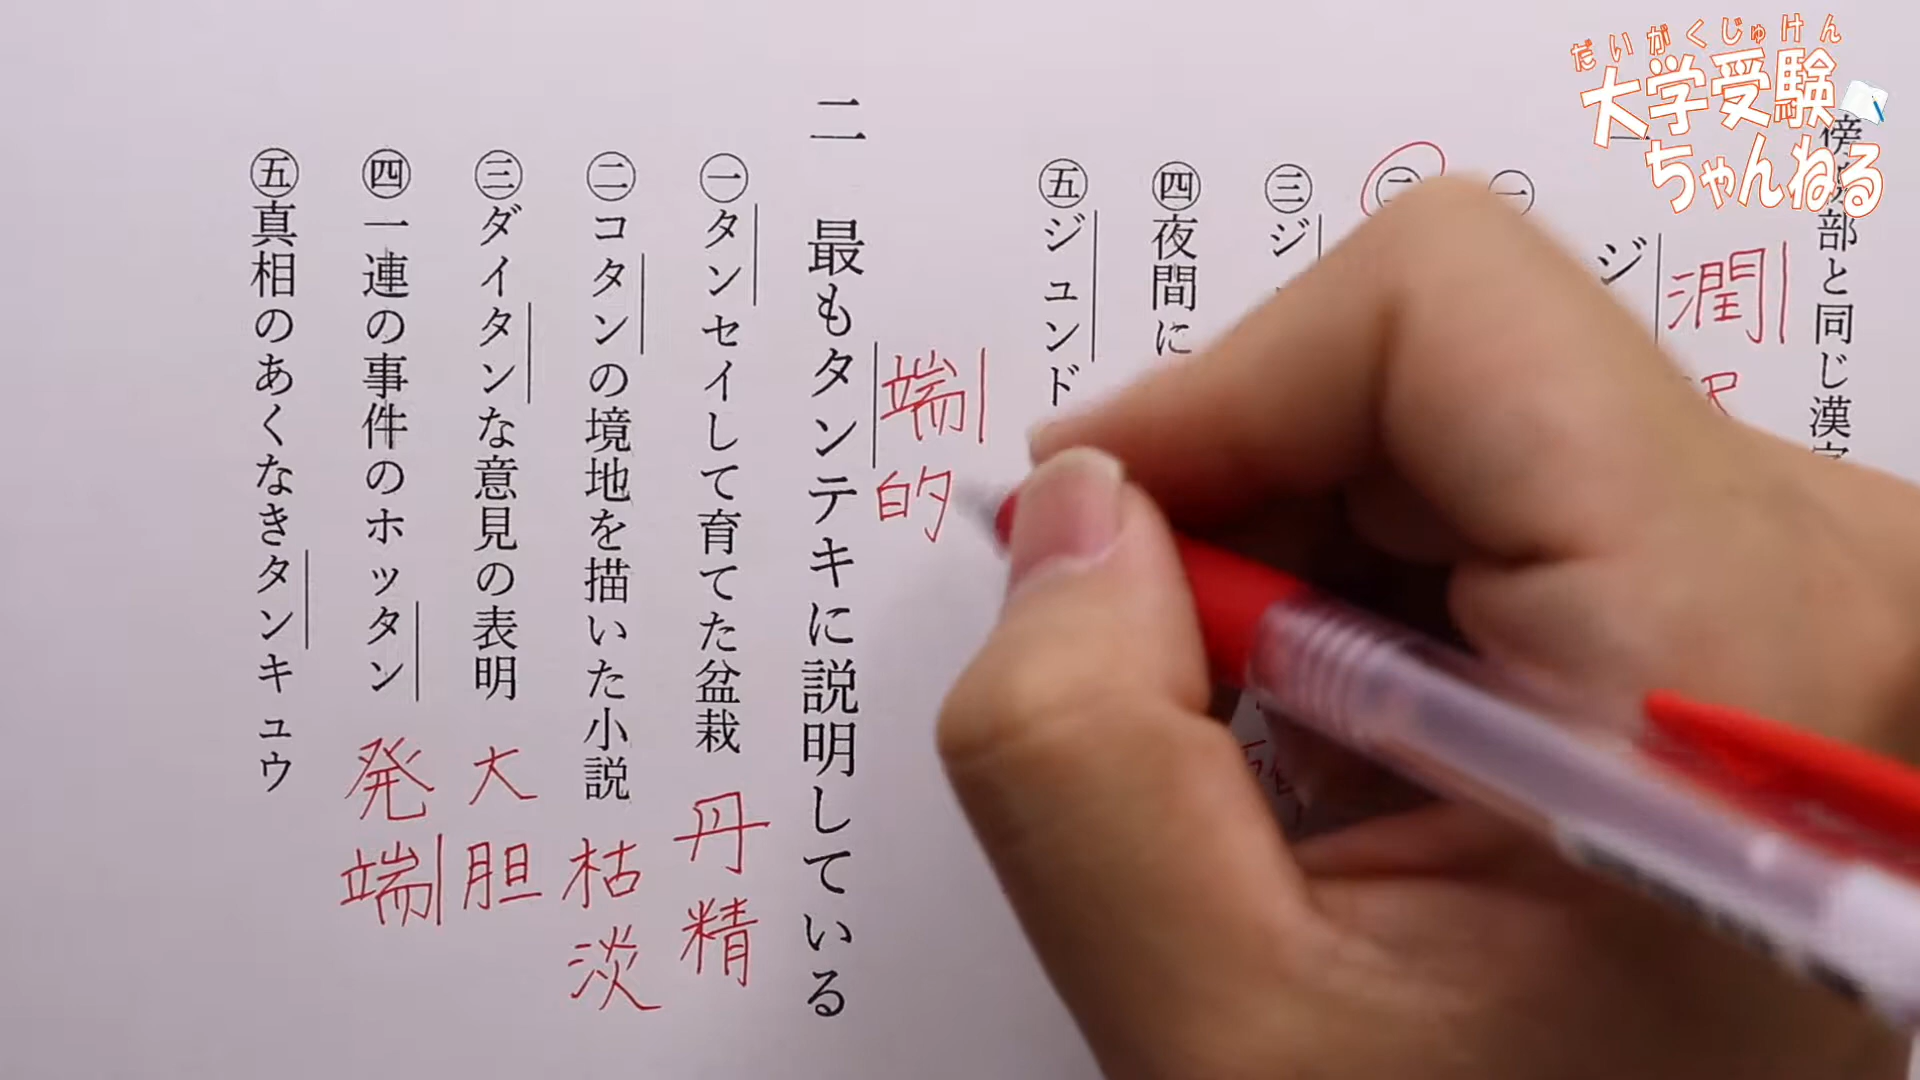 だいがくじゅけん
大学受験
ちゃんねる
部と同じ漢字
一
ジ
潤
㊀
㊁
㊂ジ
㊃夜間に
㊄ジュンド
二 最もタンテキに説明している
端的
㊀タンセイして育てた盆栽
丹精
㊁コタンの境地を描いた小説
枯淡
㊂ダイタンな意見の表明
大胆
㊃一連の事件のホッタン
発端
㊄真相のあくなきタンキュウ